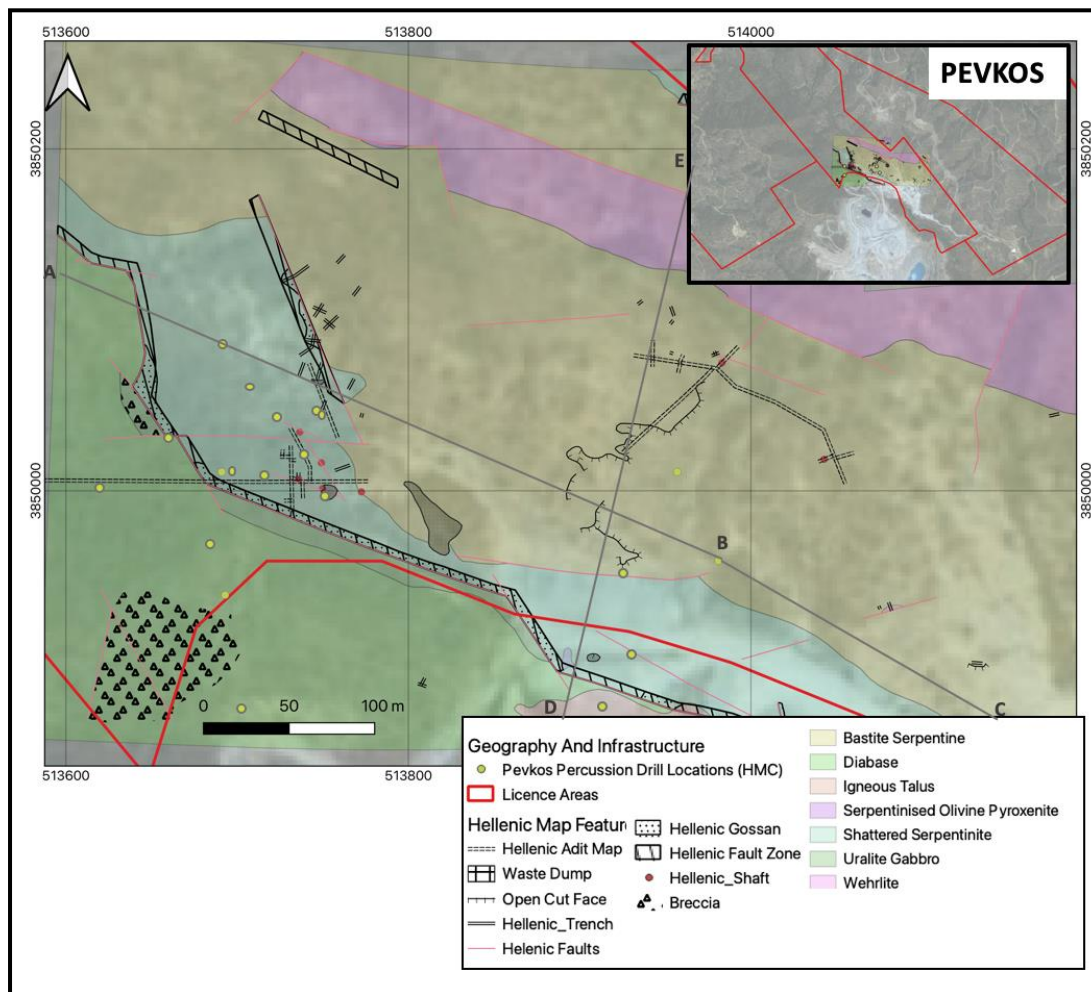 513600
513800
514000
PEVKOS
3850200
3850200
E
A
3850000
3850000
B
D
C
0
50
100 m
513600
513800
Geography And Infrastructure
Pevkos Percussion Drill Locations (HMC)
Licence Areas
Hellenic Map Featur
Hellenic Adit Map
Waste Dump
Open Cut Face
Hellenic_Trench
Helenic Faults
Hellenic Gossan
Hellenic Fault Zone
Hellenic_Shaft
Breccia
Bastite Serpentine
Diabase
Igneous Talus
Serpentinised Olivine Pyroxenite
Shattered Serpentinite
Uralite Gabbro
Wehrlite